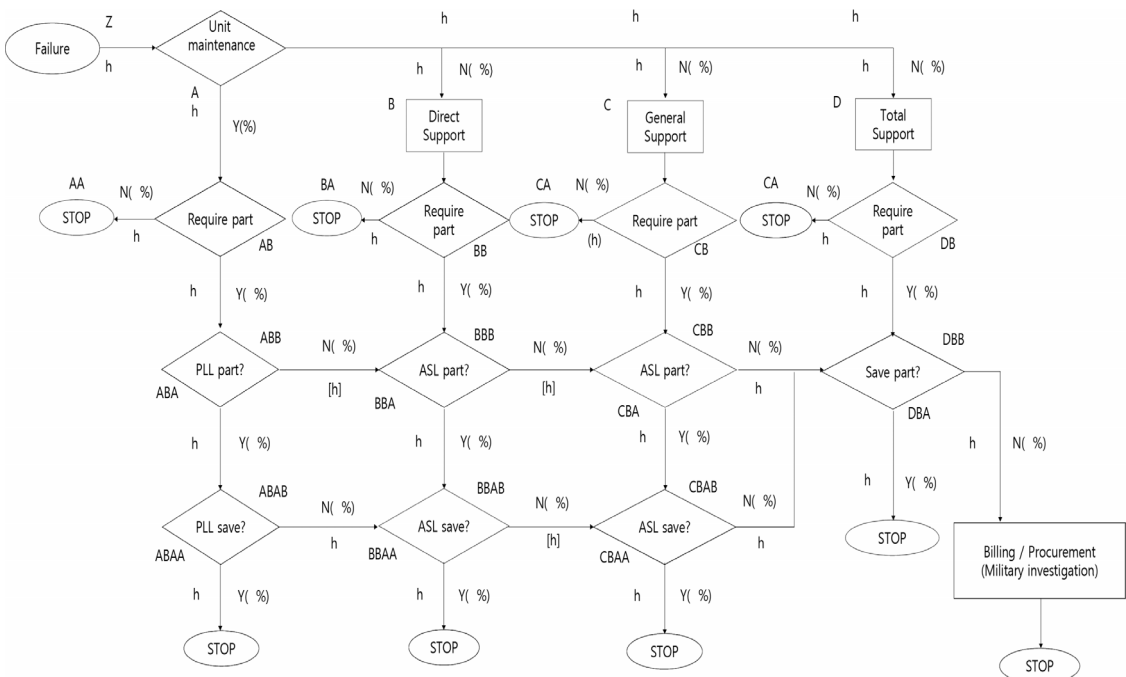 Z
h
h
h
Failure
Unit
maintenance
h
A
h
Y(%)
h
N( %)
h
N( %)
h
N( %)
B
Direct
Support
C
General
Support
D
Total
Support
AA
N( %)
STOP
h
Require part
AB
BA
N( %)
STOP
h
Require
part
BB
CA
N( %)
STOP
(h)
Require part
CB
CA
N( %)
STOP
h
Require
part
DB
h
Y( %)
h
Y( %)
h
Y( %)
h
Y( %)
ABB
PLL part?
ABA
N( %)
[h]
BBB
ASL part?
BBA
N( %)
[h]
CBB
ASL part?
CBA
N( %)
h
DBB
Save part?
DBA
h
Y( %)
h
Y( %)
h
Y( %)
h
Y( %)
h
N( %)
ABAB
PLL save?
ABAA
N( %)
h
BBAB
ASL save?
BBAA
N( %)
[h]
CBAB
ASL save?
CBAA
N( %)
h
STOP
Billing / Procurement
(Military investigation)
h
Y( %)
h
Y( %)
h
Y( %)
STOP
STOP
STOP
STOP